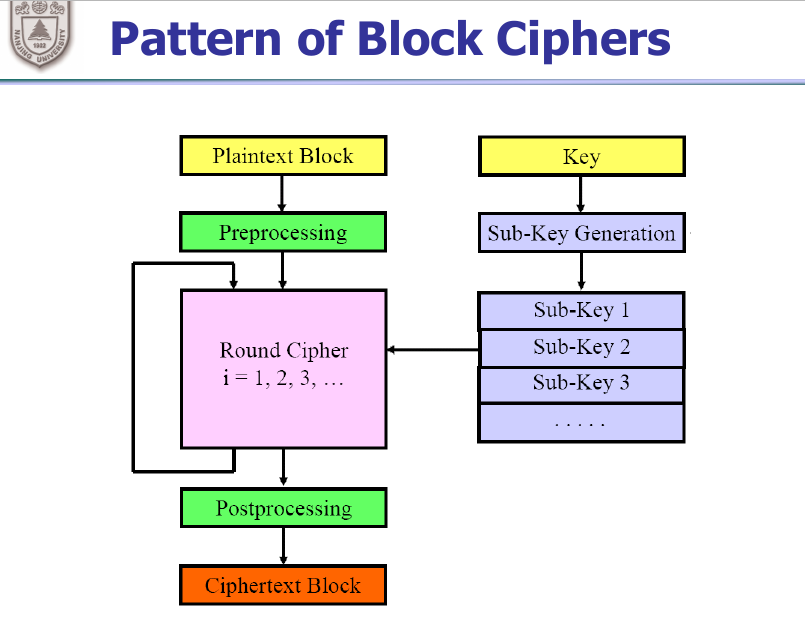 NANJING UNIVERSITY
1902
Pattern of Block Ciphers
Plaintext Block
Key
Preprocessing
Sub-Key Generation
Sub-Key 1
Round Cipher
i = 1, 2, 3, …
Sub-Key 2
Sub-Key 3
. . . . .
Postprocessing
Ciphertext Block